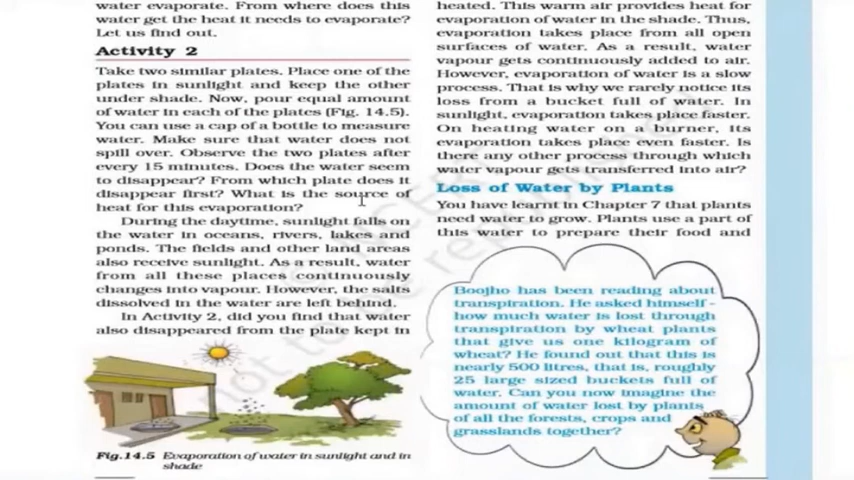 water evaporate. From where does this
water get the heat it needs to evaporate?
Let us find out.
Activity 2
Take two similar plates. Place one of the
plates in sunlight and keep the other
under shade. Now, pour equal amount
of water in each of the plates (Fig. 14.5).
You can use a cap of a bottle to measure
water. Make sure that water does not
spill over. Observe the two plates after
every 15 minutes. Does the water seem
to disappear? From which plate does it
disappear first? What is the source of
heat for this evaporation?
During the daytime, sunlight falls on
the water in oceans, rivers, lakes and
ponds. The fields and other land areas
also receive sunlight. As a result, water
from all these places continuously
changes into vapour. However, the salts
dissolved in the water are left behind.
In Activity 2, did you find that water
also disappeared from the plate kept in
Fig.14.5 Evaporation of water in sunlight and in
shade
heated. This warm air provides heat for
evaporation of water in the shade. Thus,
evaporation takes place from all open
surfaces of water. As a result, water
vapour gets continuously added to air.
However, evaporation of water is a slow
process. That is why we rarely notice its
loss from a bucket full of water. In
sunlight, evaporation takes place faster.
On heating water on a burner, its
evaporation takes place even faster. Is
there any other process through which
water vapour gets transferred into air?
Loss of Water by Plants
You have learnt in Chapter 7 that plants
need water to grow. Plants use a part of
this water to prepare their food and
Boojho has been reading about
transpiration. He asked himself -
how much water is lost through
transpiration by wheat plants
that give us one kilogram of
wheat? He found out that this is
nearly 500 litres, that is, roughly
25 large sized buckets full of
water. Can you now imagine the
amount of water lost by plants
of all the forests, crops and
grasslands together?
not to be republished